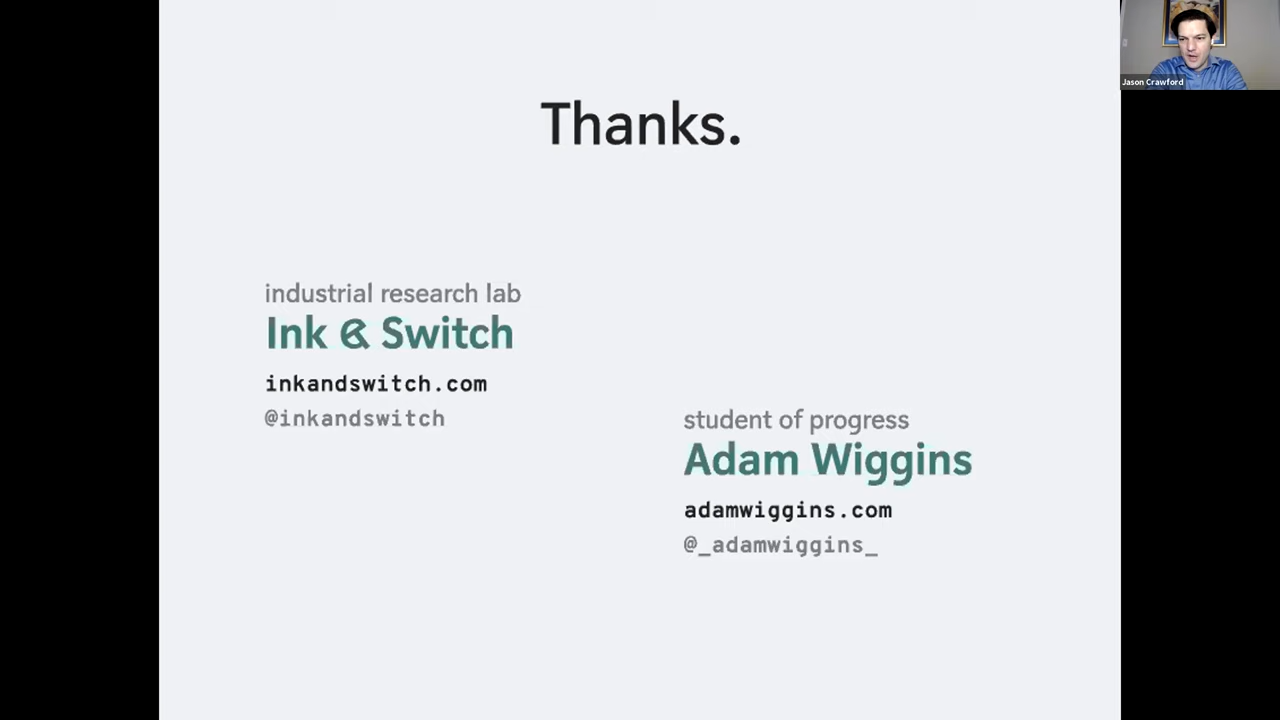 Jason Crawford
Thanks.
industrial research lab
Ink & Switch
inkandswitch.com
@inkandswitch
student of progress
Adam Wiggins
adamwiggins.com
@_adamwiggins_